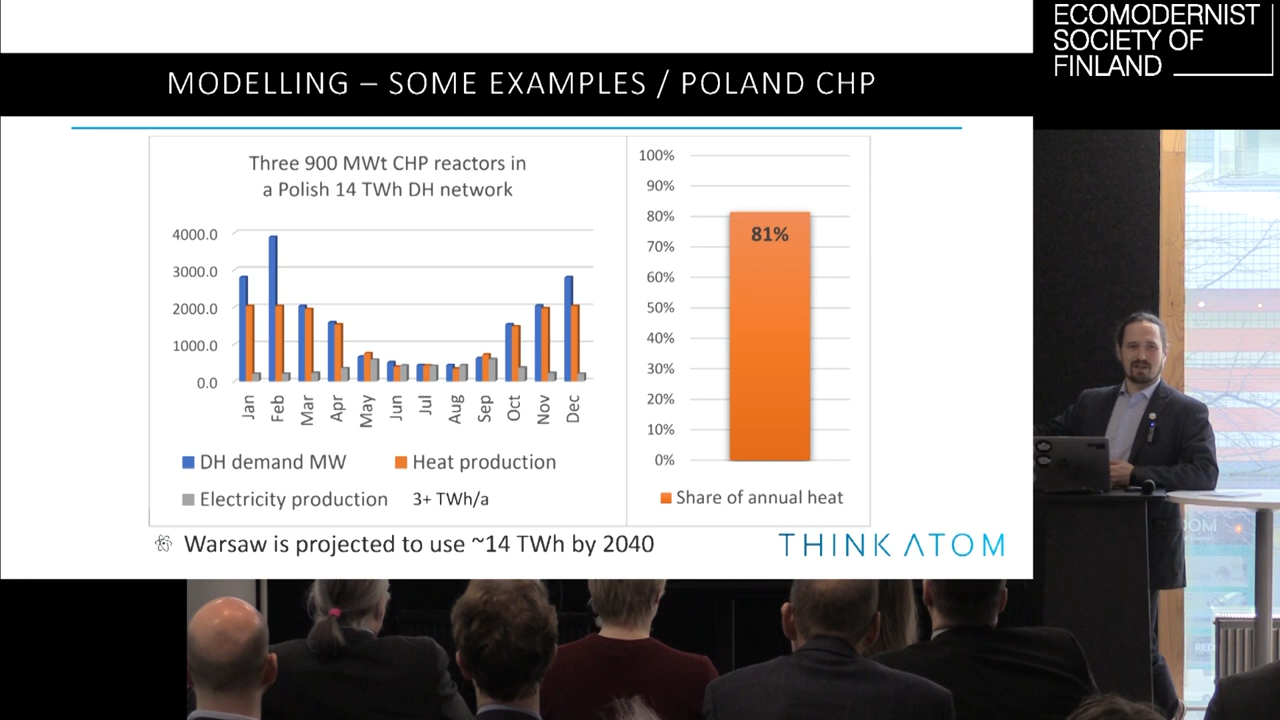 ECOMODERNIST
SOCIETY OF
FINLAND
MODELLING – SOME EXAMPLES / POLAND CHP
Three 900 MWt CHP reactors in
a Polish 14 TWh DH network
4000.0
3000.0
2000.0
1000.0
0.0
Jan Feb Mar Apr May Jun Jul Aug Sep Oct Nov Dec
DH demand MW Heat production
Electricity production 3+ TWh/a
100%
90%
80%
70%
60%
50%
40%
30%
20%
10%
0%
81%
Share of annual heat
Warsaw is projected to use ~14 TWh by 2040
THINK ATOM